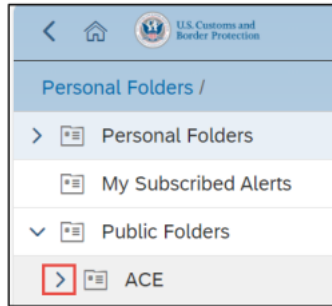 U.S. Customs and
Border Protection
Personal Folders /
Personal Folders
My Subscribed Alerts
Public Folders
ACE